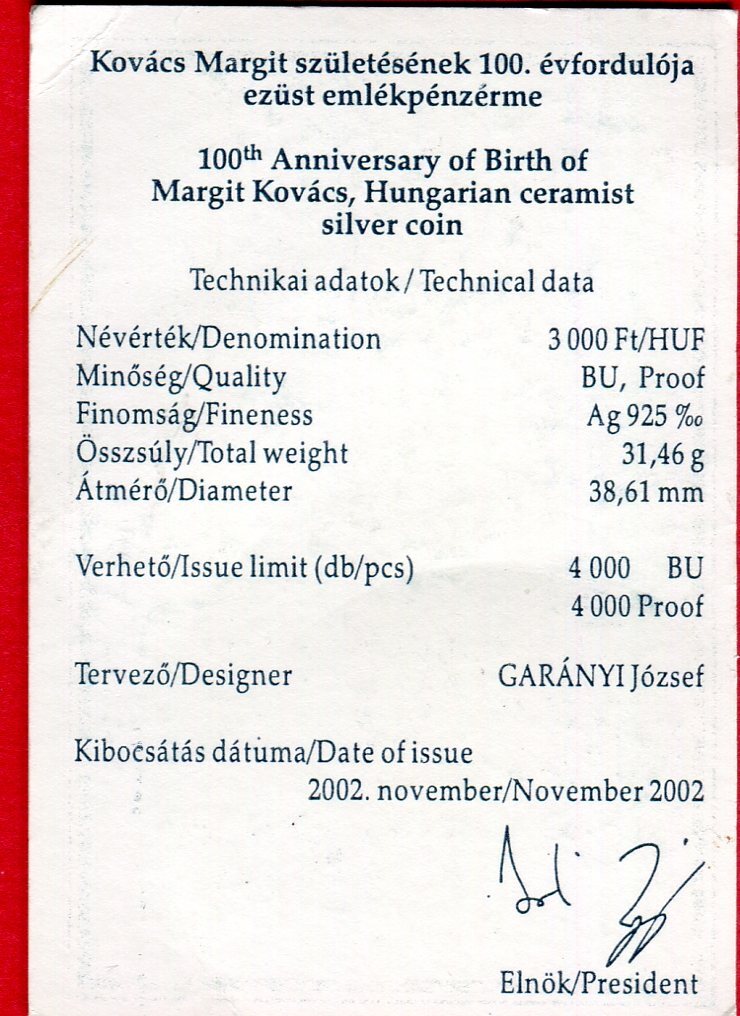 Kovács Margit születésének 100. évfordulója
ezüst emlékpénzérme
100th Anniversary of Birth of
Margit Kovács, Hungarian ceramist
silver coin
Technikai adatok / Technical data
Névérték/Denomination 3 000 Ft/HUF
Minőség/Quality BU, Proof
Finomság/Fineness Ag 925 ‰
Összsúly/Total weight 31,46 g
Átmérő/Diameter 38,61 mm
Verhető/Issue limit (db/pcs) 4 000 BU
4 000 Proof
Tervező/Designer GARÁNYI József
Kibocsátás dátuma/Date of issue
2002. november/November 2002
Elnök/President